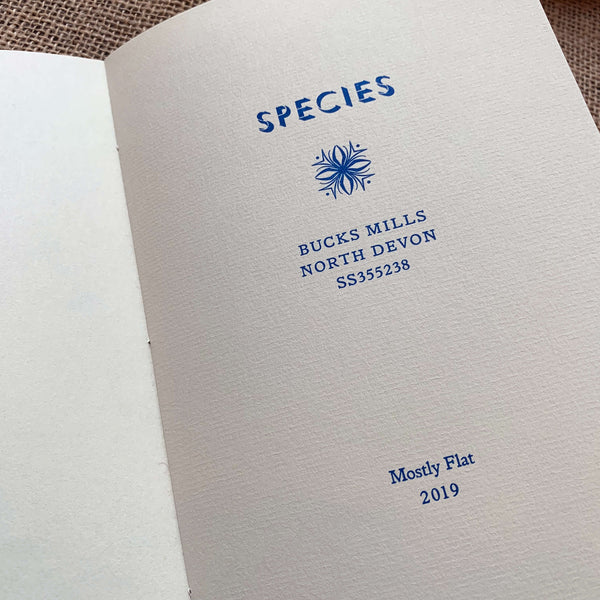 SPECIES
BUCKS MILLS
NORTH DEVON
SS355238
Mostly Flat
2019